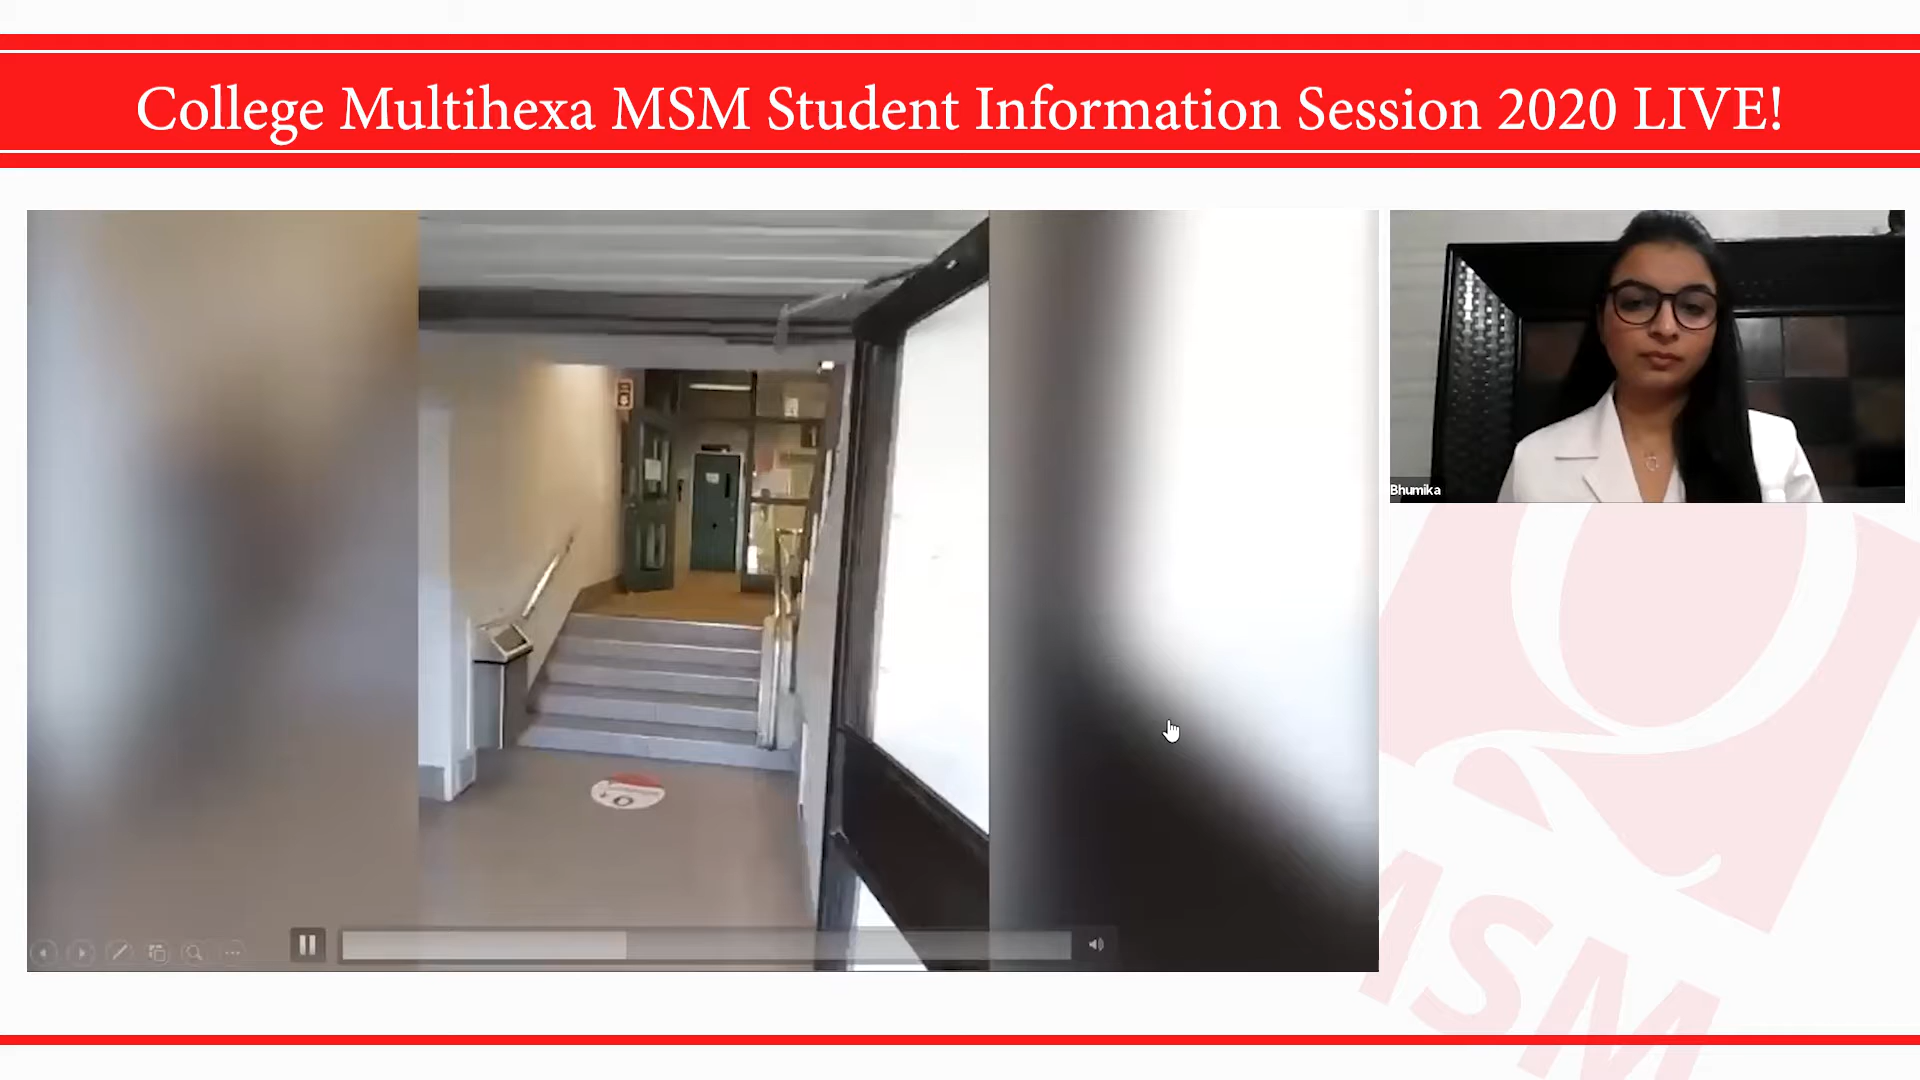 College Multihexa MSM Student Information Session 2020 LIVE!
Bhumika
MSM